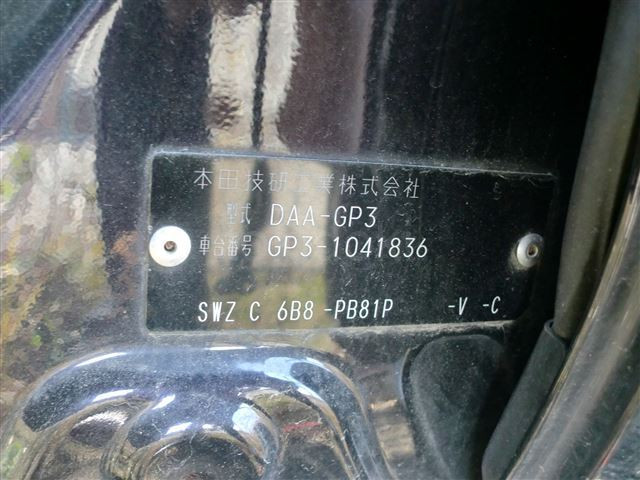 本田技研工業株式会社
型式 DAA-GP3
車台番号 GP3-1041836
SWZ C 6B8 -PB81P -V -C